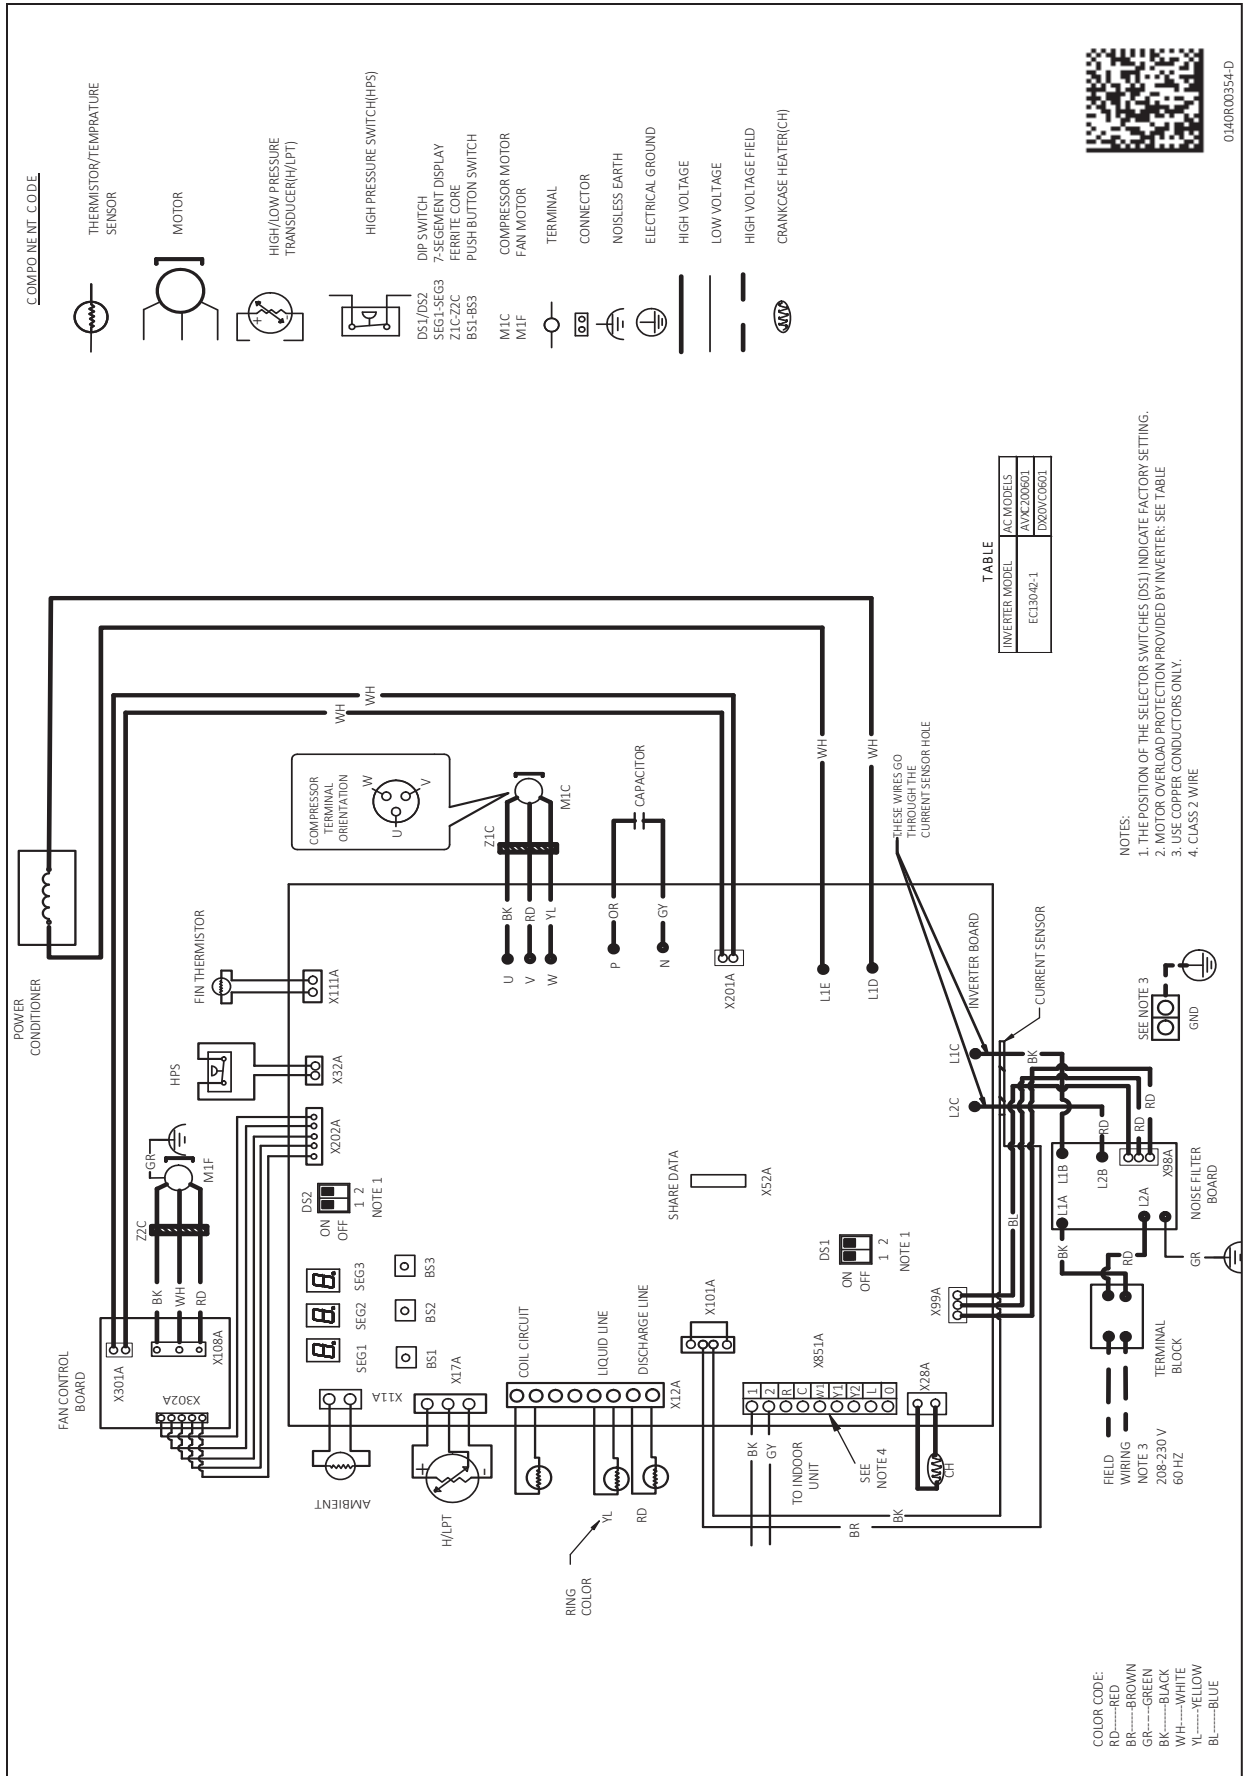 COMPONENT CODE
THERMISTOR/TEMPRATURE
SENSOR
MOTOR
HIGH/LOW PRESSURE
TRANSDUCER(H/LPT)
HIGH PRESSURE SWITCH(HPS)
DS1/DS2 DIP SWITCH
SEG1-SEG3 7-SEGEMENT DISPLAY
Z1C-Z2C FERRITE CORE
BS1-BS3 PUSH BUTTON SWITCH
M1C COMPRESSOR MOTOR
M1F FAN MOTOR
TERMINAL
CONNECTOR
NOISLESS EARTH
ELECTRICAL GROUND
HIGH VOLTAGE
LOW VOLTAGE
HIGH VOLTAGE FIELD
CRANKCASE HEATER(CH)
0140R00354-D
POWER
CONDITIONER
FIN THERMISTOR
X111A
HPS
X32A
X202A
GR
M1F
Z2C
BK
WH
RD
X108A
FAN CONTROL
BOARD
X301A
X302A
DS2
ON
OFF
1 2
NOTE 1
SEG1
SEG2
SEG3
BS1
BS2
BS3
X11A
AMBIENT
X17A
+
-
H/LPT
COIL CIRCUIT
LIQUID LINE
DISCHARGE LINE
X12A
YL
RD
RING
COLOR
COMPRESSOR
TERMINAL
ORIENTATION
W
V
U
WH
WH
Z1C
M1C
BK
RD
YL
U
V
W
CAPACITOR
OR
GY
P
N
X201A
WH
WH
L1E
L1D
THESE WIRES GO
THROUGH THE
CURRENT SENSOR HOLE
INVERTER BOARD
CURRENT SENSOR
L1C
L2C
SHARE DATA
X52A
DS1
ON
OFF
1 2
NOTE 1
X101A
X99A
X851A
1
2
R
C
W1
Y1
Y2
L
O
X28A
BK
GY
TO INDOOR
UNIT
SEE
NOTE 4
CH
BR
BK
BK
RD
RD
RD
BL
L1A
L1B
L2B
L2A
X98A
NOISE FILTER
BOARD
BK
RD
GR
SEE NOTE 3
GND
TERMINAL
BLOCK
FIELD
WIRING
NOTE 3
208-230 V
60 HZ
TABLE
INVERTER MODEL AC MODELS
EC13042-1 AVXC200601
DX20VC0601
NOTES:
1. THE POSITION OF THE SELECTOR SWITCHES (DS1) INDICATE FACTORY SETTING.
2. MOTOR OVERLOAD PROTECTION PROVIDED BY INVERTER: SEE TABLE
3. USE COPPER CONDUCTORS ONLY.
4. CLASS 2 WIRE
COLOR CODE:
RD------RED
BR------BROWN
GR------GREEN
BK------BLACK
WH------WHITE
YL------YELLOW
BL------BLUE